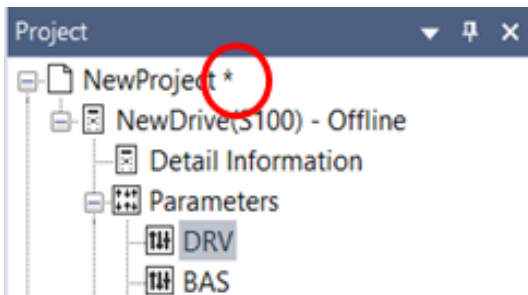 Project
NewProject *
NewDrive(S100) - Offline
Detail Information
Parameters
DRV
BAS